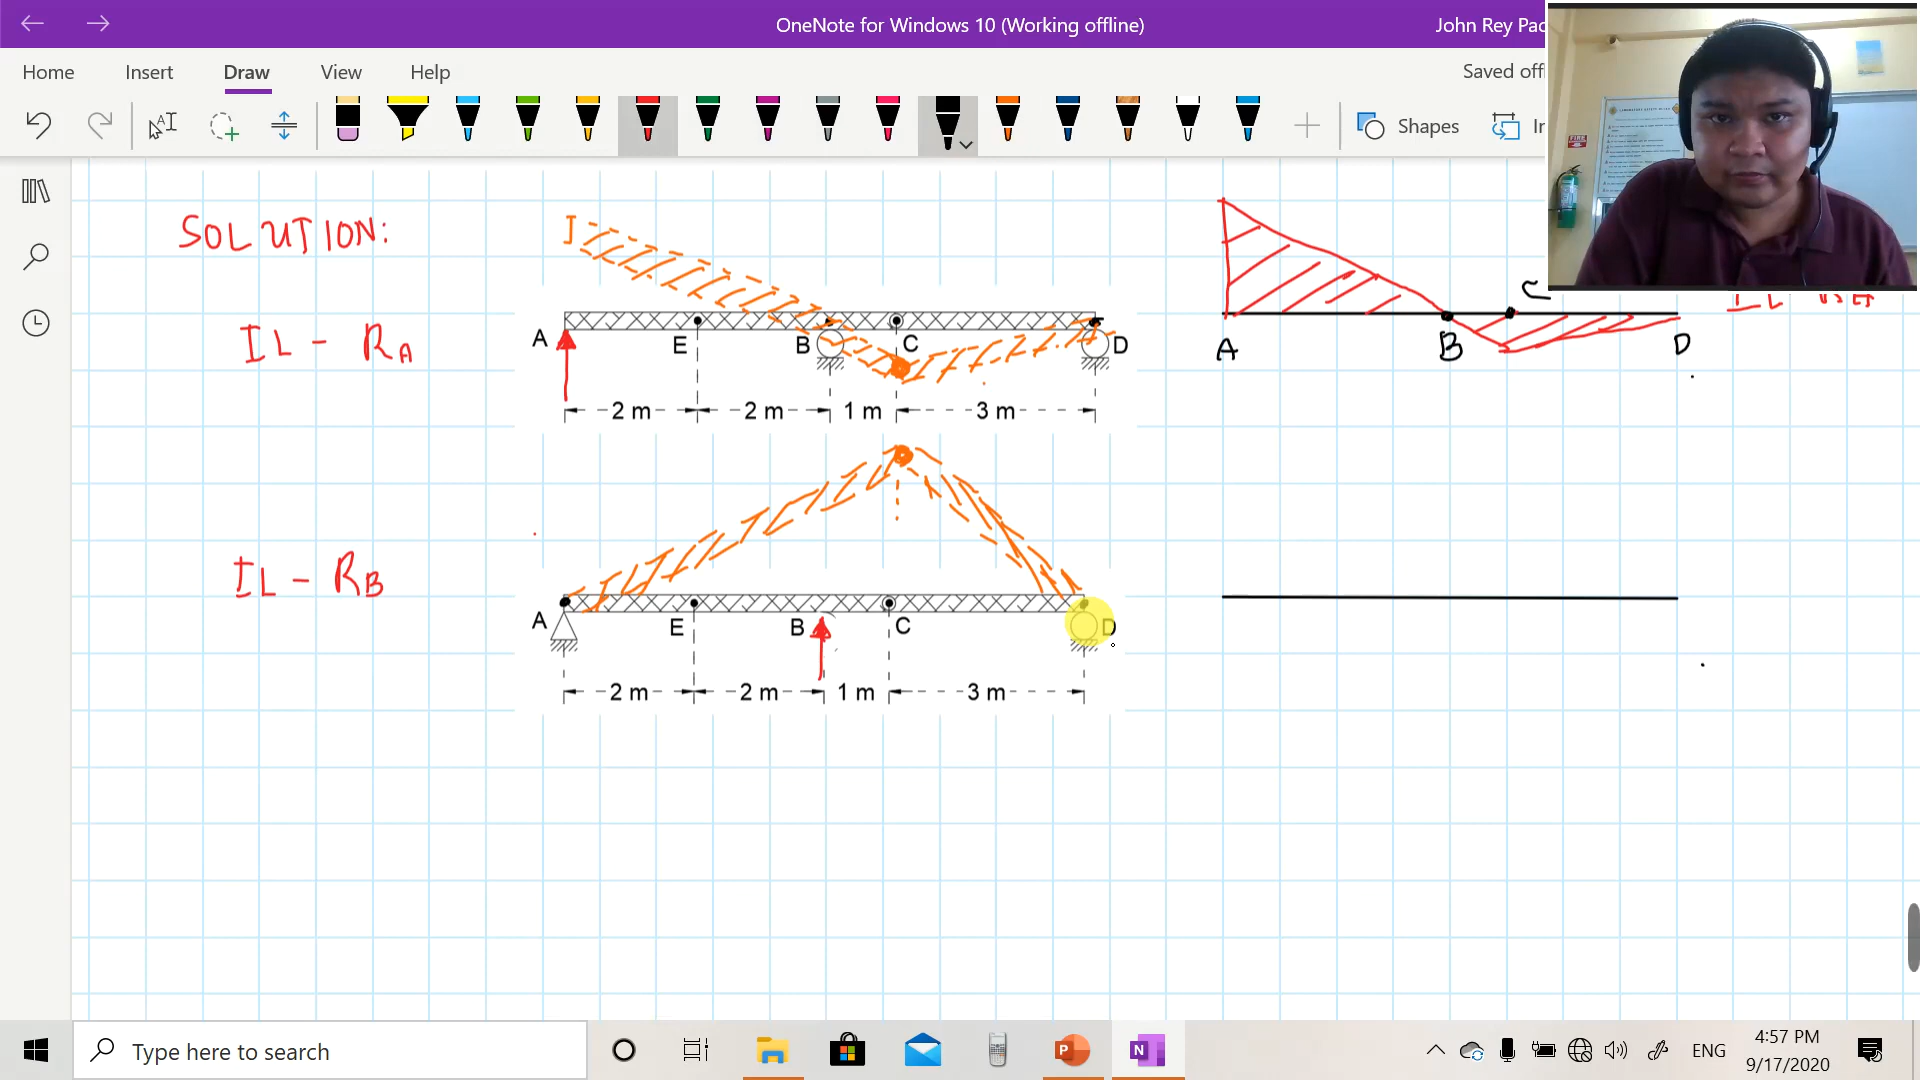 OneNote for Windows 10 (Working offline)
John Rey Pac
Home Insert Draw View Help
Saved off
Shapes
In
SOLUTION:
IL - RA
A E B C D
2 m 2 m 1 m 3 m
C
A B D
IL - RB
A E B C D
2 m 2 m 1 m 3 m
Type here to search
ENG
4:57 PM
9/17/2020